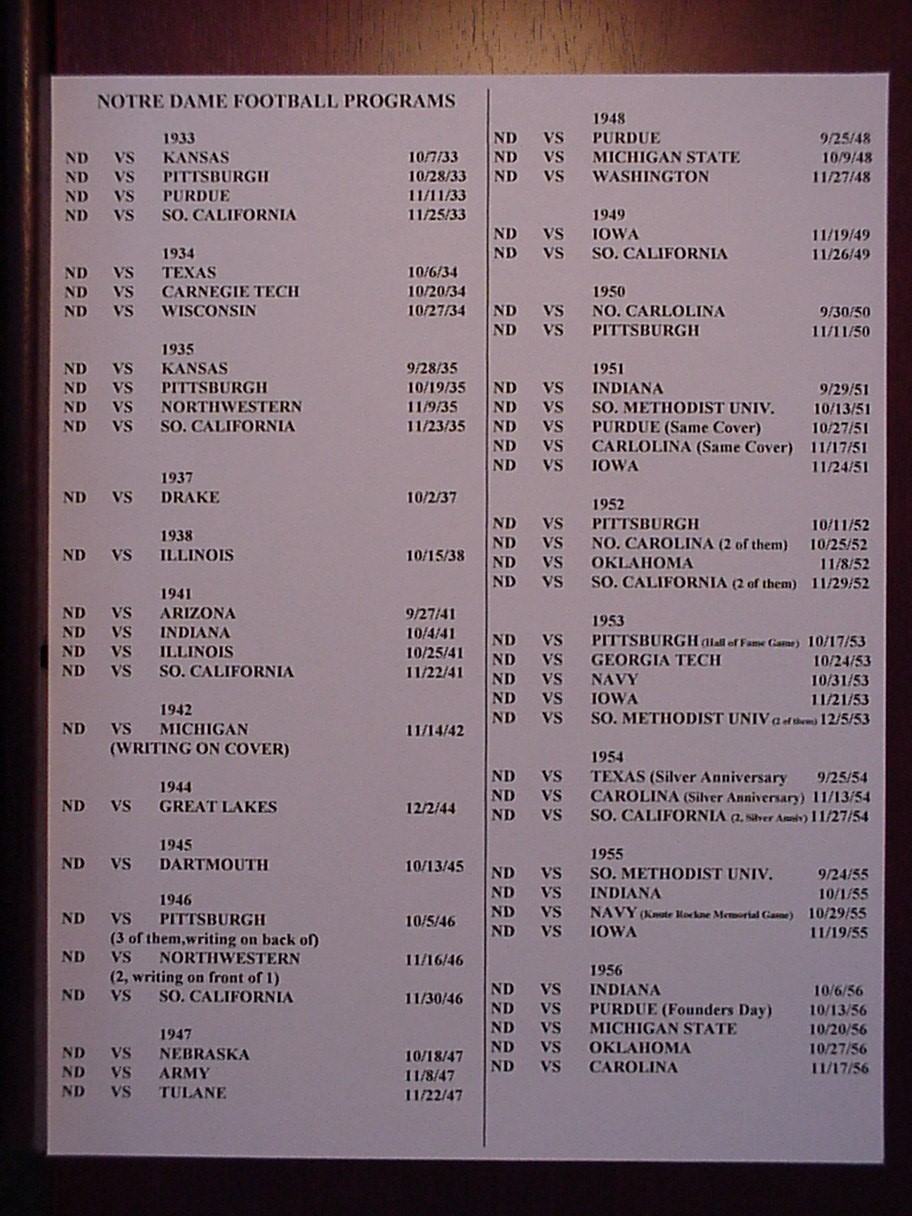 NOTRE DAME FOOTBALL PROGRAMS
1933
ND VS KANSAS 10/7/33
ND VS PITTSBURGH 10/28/33
ND VS PURDUE 11/11/33
ND VS SO. CALIFORNIA 11/25/33
1934
ND VS TEXAS 10/6/34
ND VS CARNEGIE TECH 10/20/34
ND VS WISCONSIN 10/27/34
1935
ND VS KANSAS 9/28/35
ND VS PITTSBURGH 10/19/35
ND VS NORTHWESTERN 11/9/35
ND VS SO. CALIFORNIA 11/23/35
1937
ND VS DRAKE 10/2/37
1938
ND VS ILLINOIS 10/15/38
1941
ND VS ARIZONA 9/27/41
ND VS INDIANA 10/4/41
ND VS ILLINOIS 10/25/41
ND VS SO. CALIFORNIA 11/22/41
1942
ND VS MICHIGAN 11/14/42
(WRITING ON COVER)
1944
ND VS GREAT LAKES 12/2/44
1945
ND VS DARTMOUTH 10/13/45
1946
ND VS PITTSBURGH 10/5/46
(3 of them,writing on back of)
ND VS NORTHWESTERN 11/16/46
(2, writing on front of 1)
ND VS SO. CALIFORNIA 11/30/46
1947
ND VS NEBRASKA 10/18/47
ND VS ARMY 11/8/47
ND VS TULANE 11/22/47
1948
ND VS PURDUE 9/25/48
ND VS MICHIGAN STATE 10/9/48
ND VS WASHINGTON 11/27/48
1949
ND VS IOWA 11/19/49
ND VS SO. CALIFORNIA 11/26/49
1950
ND VS NO. CARLOLINA 9/30/50
ND VS PITTSBURGH 11/11/50
1951
ND VS INDIANA 9/29/51
ND VS SO. METHODIST UNIV. 10/13/51
ND VS PURDUE (Same Cover) 10/27/51
ND VS CARLOLINA (Same Cover) 11/17/51
ND VS IOWA 11/24/51
1952
ND VS PITTSBURGH 10/11/52
ND VS NO. CAROLINA (2 of them) 10/25/52
ND VS OKLAHOMA 11/8/52
ND VS SO. CALIFORNIA (2 of them) 11/29/52
1953
ND VS PITTSBURGH (Hall of Fame Game) 10/17/53
ND VS GEORGIA TECH 10/24/53
ND VS NAVY 10/31/53
ND VS IOWA 11/21/53
ND VS SO. METHODIST UNIV (2 of them) 12/5/53
1954
ND VS TEXAS (Silver Anniversary 9/25/54
ND VS CAROLINA (Silver Anniversary) 11/13/54
ND VS SO. CALIFORNIA (2, Silver Anniv) 11/27/54
1955
ND VS SO. METHODIST UNIV. 9/24/55
ND VS INDIANA 10/1/55
ND VS NAVY (Knute Rockne Memorial Game) 10/29/55
ND VS IOWA 11/19/55
1956
ND VS INDIANA 10/6/56
ND VS PURDUE (Founders Day) 10/13/56
ND VS MICHIGAN STATE 10/20/56
ND VS OKLAHOMA 10/27/56
ND VS CAROLINA 11/17/56